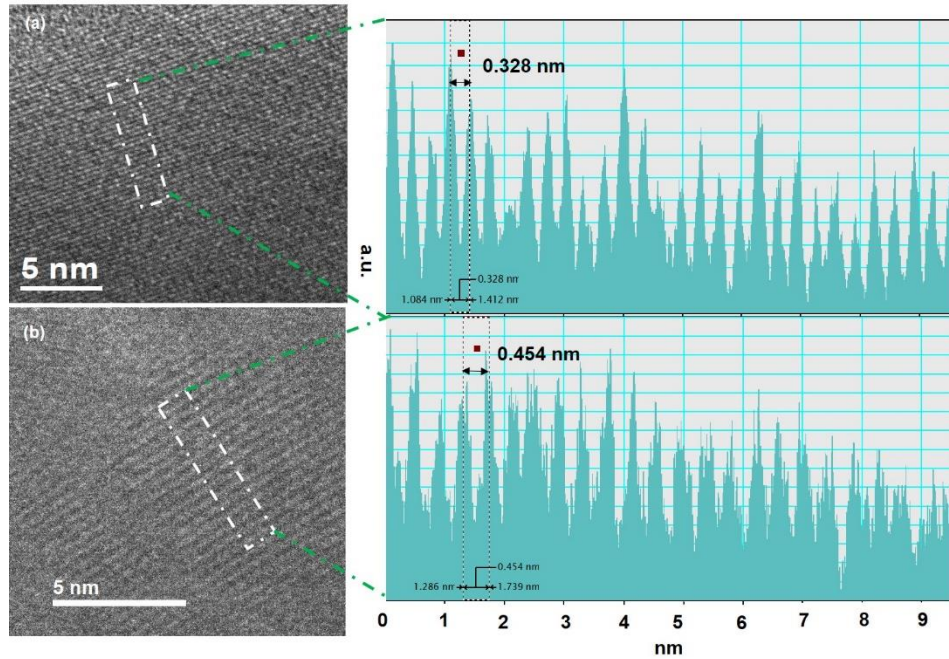 (a)
5 nm
0.328 nm
a.u.
0.328 nm
1.084 nm
1.412 nm
(b)
5 nm
0.454 nm
0.454 nm
1.286 nm
1.739 nm
0 1 2 3 4 5 6 7 8 9
nm